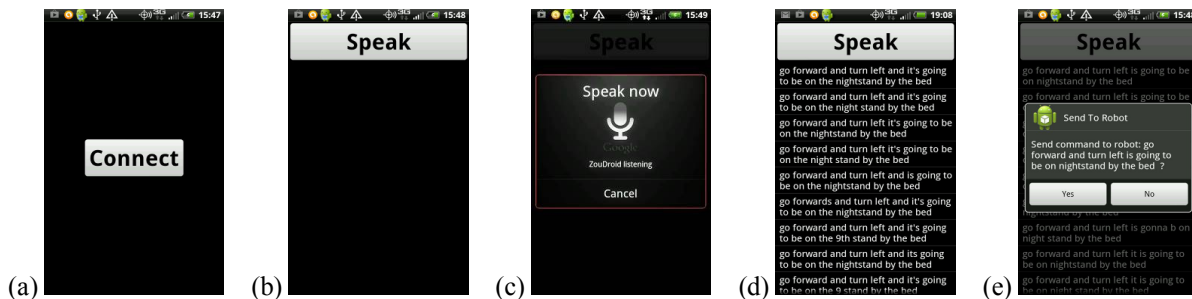 15:47
Connect
(a)
15:48
Speak
(b)
15:49
Speak
Speak now
Google
ZouDroid listening
Cancel
(c)
19:08
Speak
go forward and turn left and it's going
to be on the nightstand by the bed
go forward and turn left and it's going
to be on the night stand by the bed
go forward and turn left it's going to be
on the nightstand by the bed
go forward and turn left it's going to be
on the night stand by the bed
go forward and turn left and is going to
be on the nightstand by the bed
go forwards and turn left and it's going
to be on the nightstand by the bed
go forward and turn left and it's going
to be on the 9th stand by the bed
go forward and turn left and its going
to be on the nightstand by the bed
go forward and turn left and it's going
to be on the 9 stand by the bed
(d)
Speak
go forward and turn left is going to be
on nightstand by the bed
go forward and turn left is going to be
Send To Robot
Send command to robot: go
forward and turn left is going to
be on nightstand by the bed ?
Yes
No
nightstand by the bed
go forward and turn left is gonna b on
night stand by the bed
go forward and turn left it is going to
be on nightstand by the bed
go forward and turn left it is going to
be on night stand by the bed
(e)